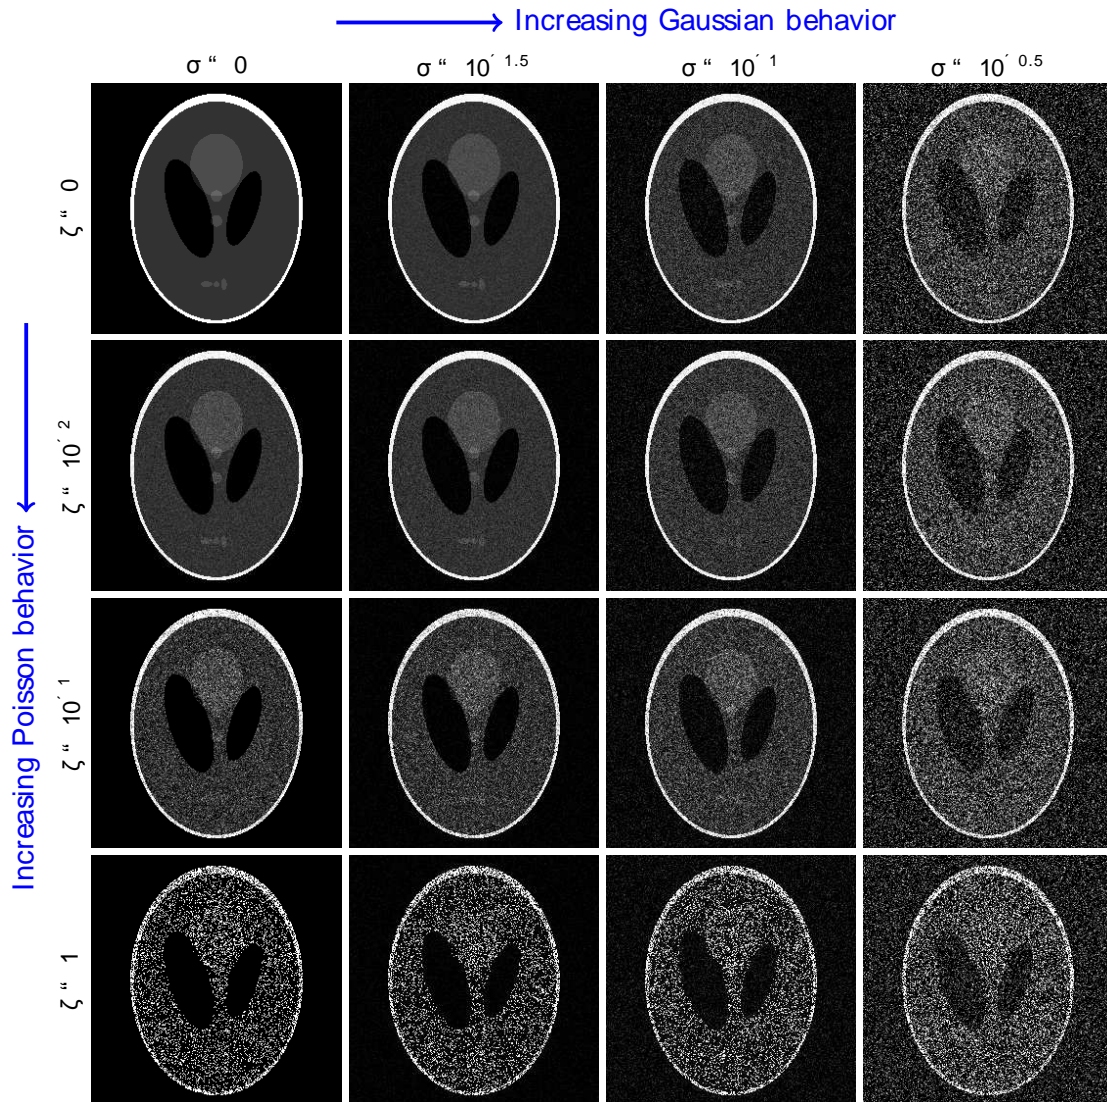 Increasing Gaussian behavior
σ “ 0
σ “ 10´1.5
σ “ 10´1
σ “ 10´0.5
ζ “ 0
ζ “ 10´2
ζ “ 10´1
ζ “ 1
Increasing Poisson behavior